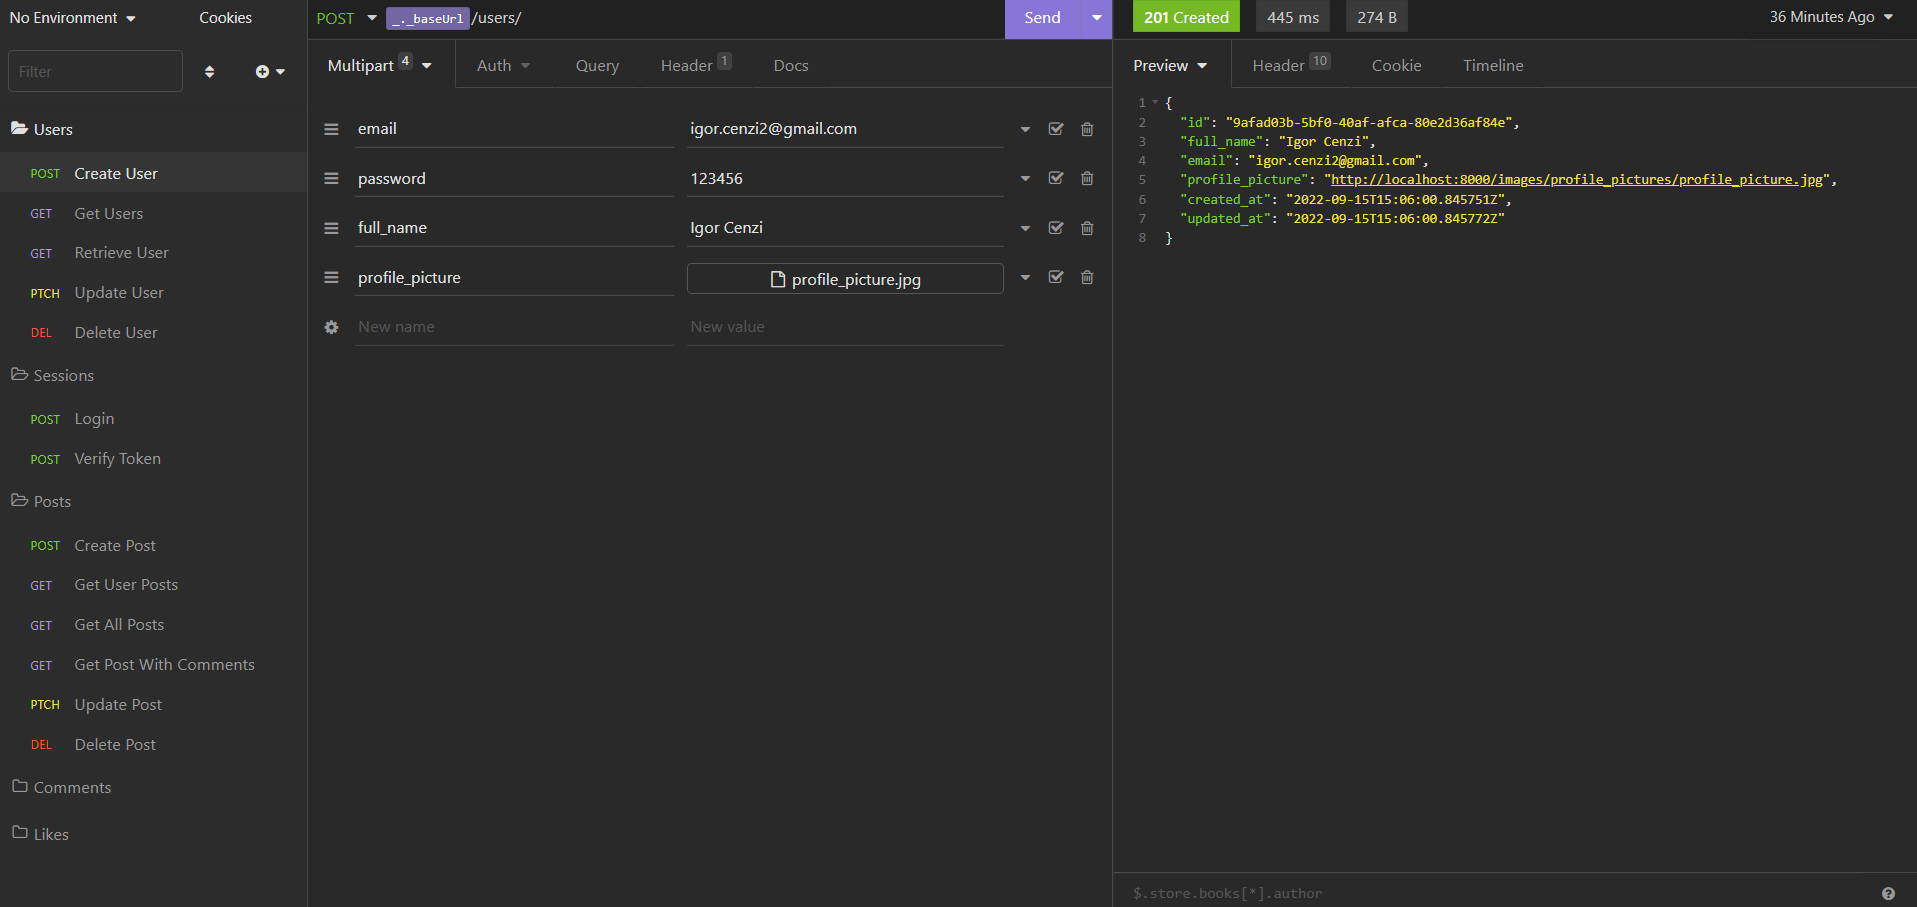 No Environment
Cookies
Filter
Users
POST Create User
GET Get Users
GET Retrieve User
PTCH Update User
DEL Delete User
Sessions
POST Login
POST Verify Token
Posts
POST Create Post
GET Get User Posts
GET Get All Posts
GET Get Post With Comments
PTCH Update Post
DEL Delete Post
Comments
Likes
POST _._baseUrl /users/ Send
Multipart 4 Auth Query Header 1 Docs
email igor.cenzi2@gmail.com
password 123456
full_name Igor Cenzi
profile_picture profile_picture.jpg
New name New value
201 Created 445 ms 274 B 36 Minutes Ago
Preview Header 10 Cookie Timeline
1 {
2 "id": "9afad03b-5bf0-40af-afca-80e2d36af84e",
3 "full_name": "Igor Cenzi",
4 "email": "igor.cenzi2@gmail.com",
5 "profile_picture": "http://localhost:8000/images/profile_pictures/profile_picture.jpg",
6 "created_at": "2022-09-15T15:06:00.845751Z",
7 "updated_at": "2022-09-15T15:06:00.845772Z"
8 }
$.store.books[*].author